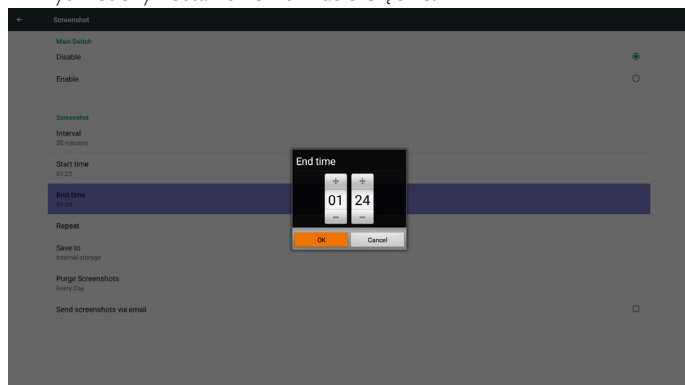 Screenshot
Main Switch
Disable
Enable
Screenshot
Interval
30 minutes
Start time
01:23
End time
01:24
Repeat
Save to
Internal storage
Purge Screenshots
Every Day
Send screenshots via email
End time
+ +
01 24
− −
OK Cancel